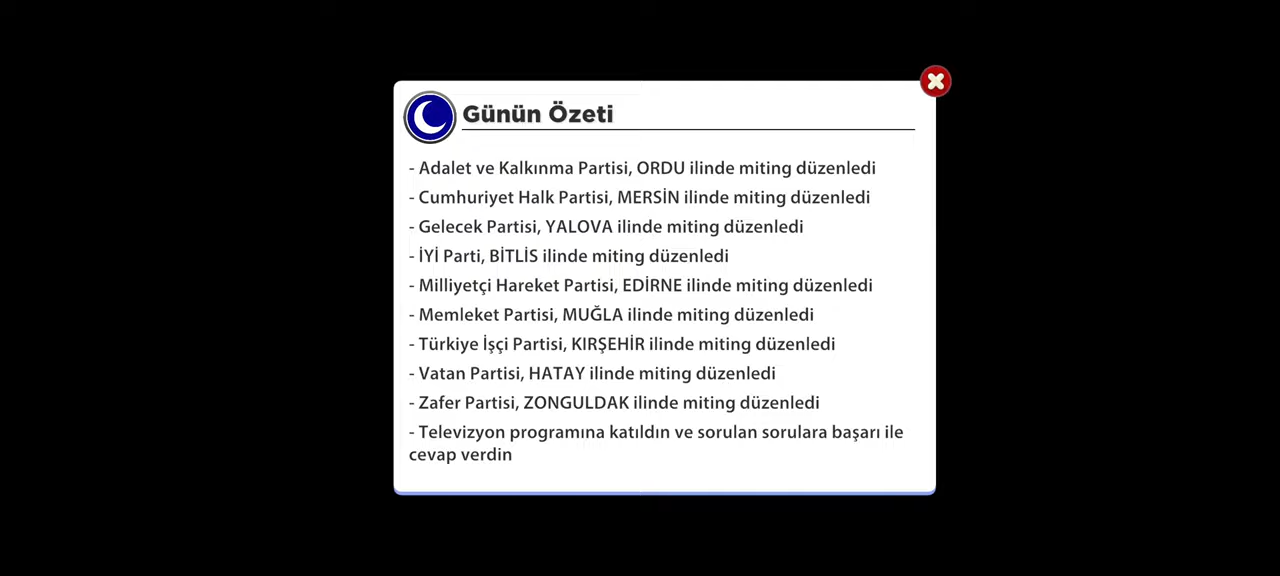 Günün Özeti
- Adalet ve Kalkınma Partisi, ORDU ilinde miting düzenledi
- Cumhuriyet Halk Partisi, MERSİN ilinde miting düzenledi
- Gelecek Partisi, YALOVA ilinde miting düzenledi
- İYİ Parti, BİTLİS ilinde miting düzenledi
- Milliyetçi Hareket Partisi, EDİRNE ilinde miting düzenledi
- Memleket Partisi, MUĞLA ilinde miting düzenledi
- Türkiye İşçi Partisi, KIRŞEHİR ilinde miting düzenledi
- Vatan Partisi, HATAY ilinde miting düzenledi
- Zafer Partisi, ZONGULDAK ilinde miting düzenledi
- Televizyon programına katıldın ve sorulan sorulara başarı ile
cevap verdin